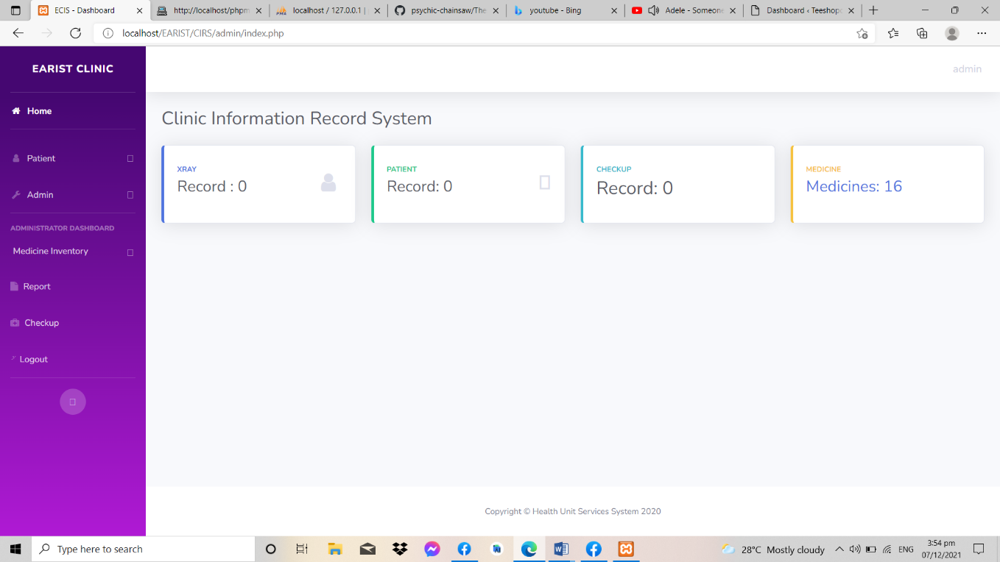 ECIS - Dashboard
http://localhost/phpm
localhost / 127.0.0.1 |
psychic-chainsaw/The
youtube - Bing
Adele - Someone
Dashboard ‹ Teeshop
localhost/EARIST/CIRS/admin/index.php
EARIST CLINIC
admin
Home
Clinic Information Record System
Patient
Admin
XRAY
Record : 0
PATIENT
Record: 0
CHECKUP
Record: 0
MEDICINE
Medicines: 16
ADMINISTRATOR DASHBOARD
Medicine Inventory
Report
Checkup
Logout
Copyright © Health Unit Services System 2020
Type here to search
28°C Mostly cloudy
ENG
3:54 pm
07/12/2021